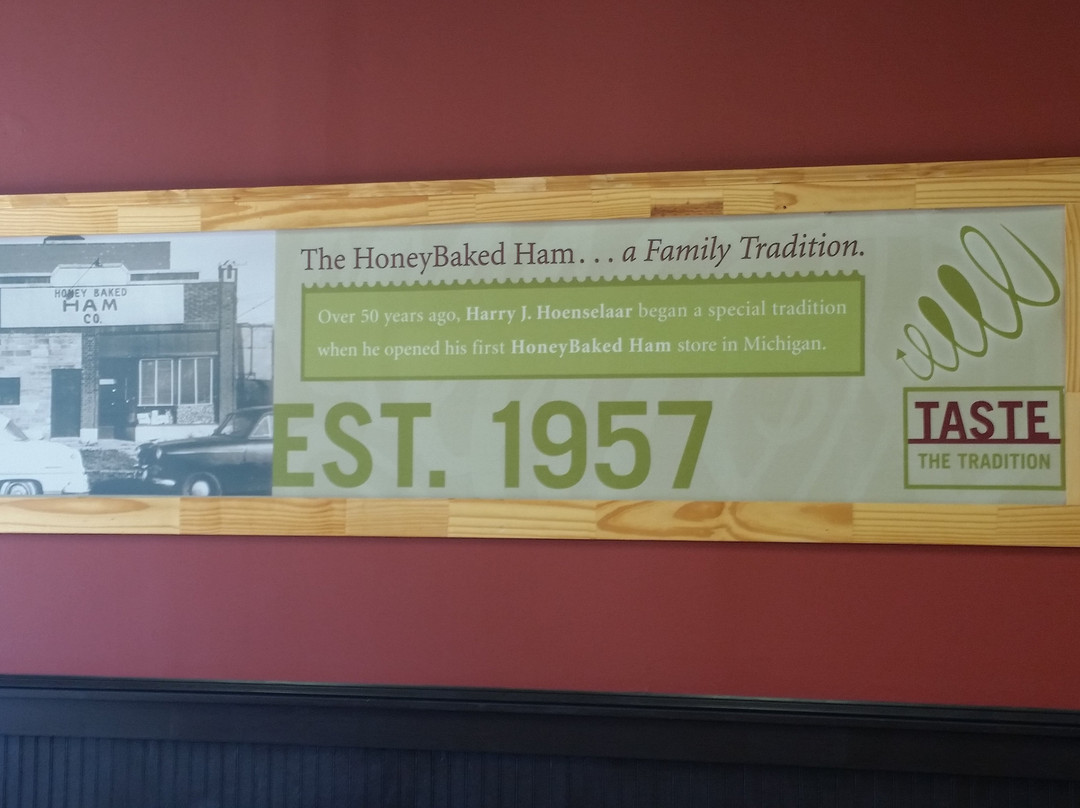 HONEY BAKED
HAM
CO.
The HoneyBaked Ham... a Family Tradition.
Over 50 years ago, Harry J. Hoenselaar began a special tradition
when he opened his first HoneyBaked Ham store in Michigan.
EST. 1957
TASTE
THE TRADITION